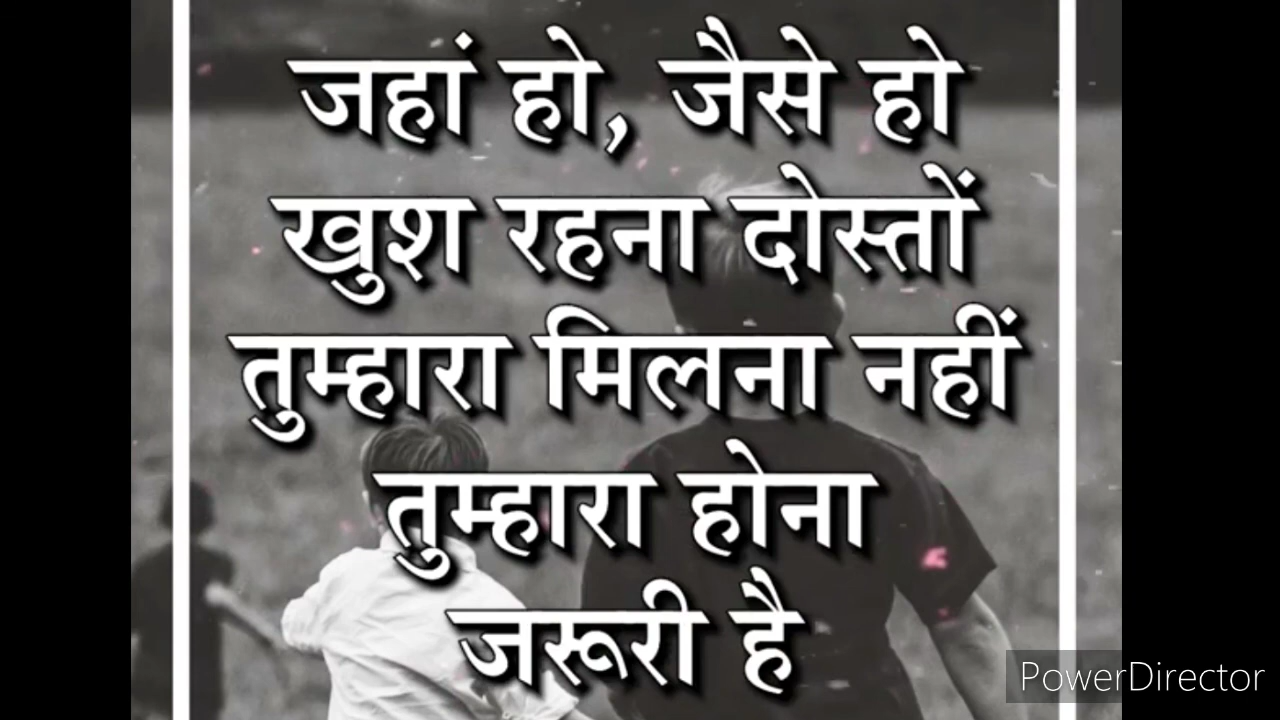 जहां हो, जैसे हो
खुश रहना दोस्तों
तुम्हारा मिलना नहीं
तुम्हारा होना
जरूरी है
PowerDirector